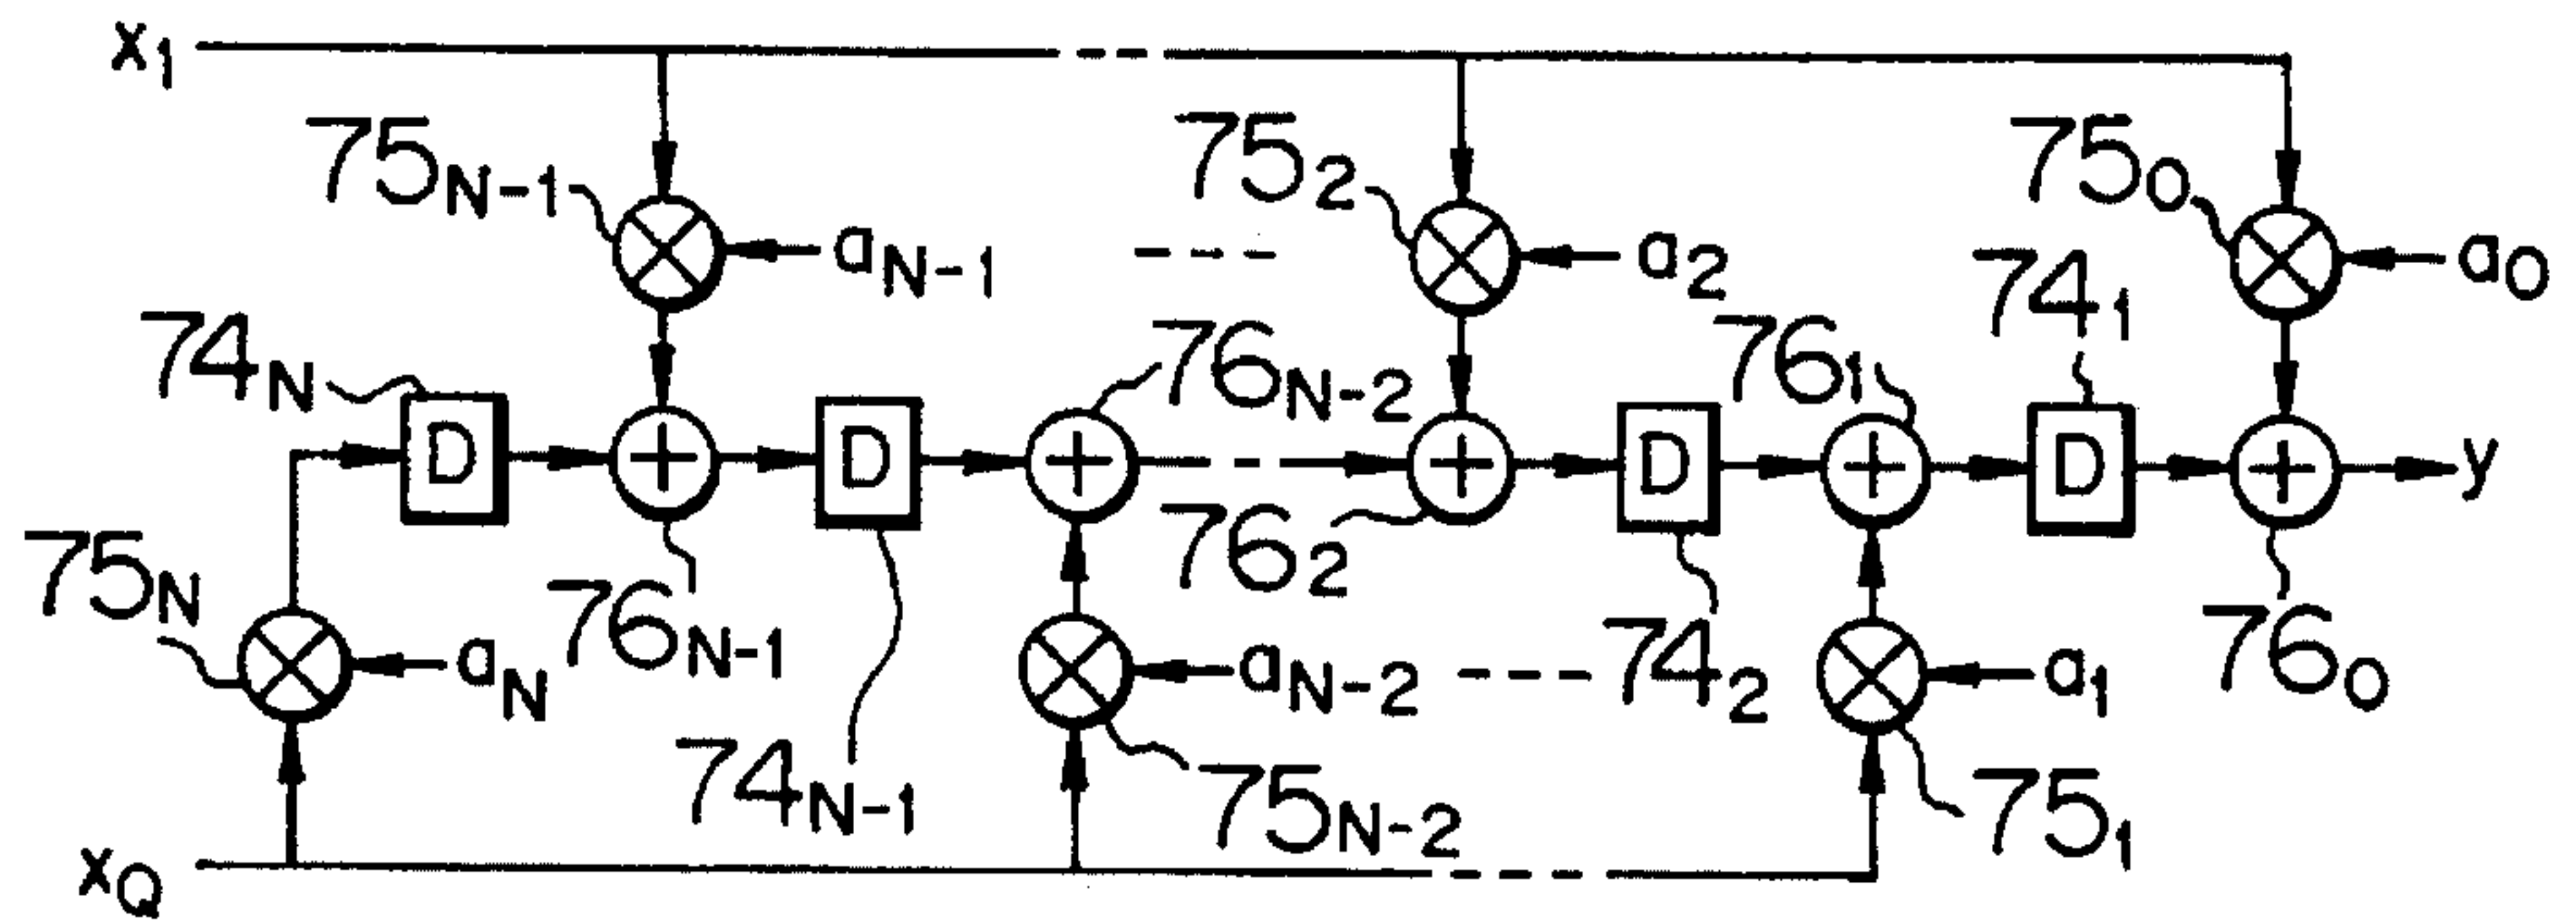 x₁
75₂
75₀
75N-1
aN-1
a₂
a₀
74₁
74N
76N-2
76₁
D
D
D
D
y
76₂
75N
76N-1
aN
aN-2
74₂
a₁
76₀
74N-1
75N-2
75₁
xQ